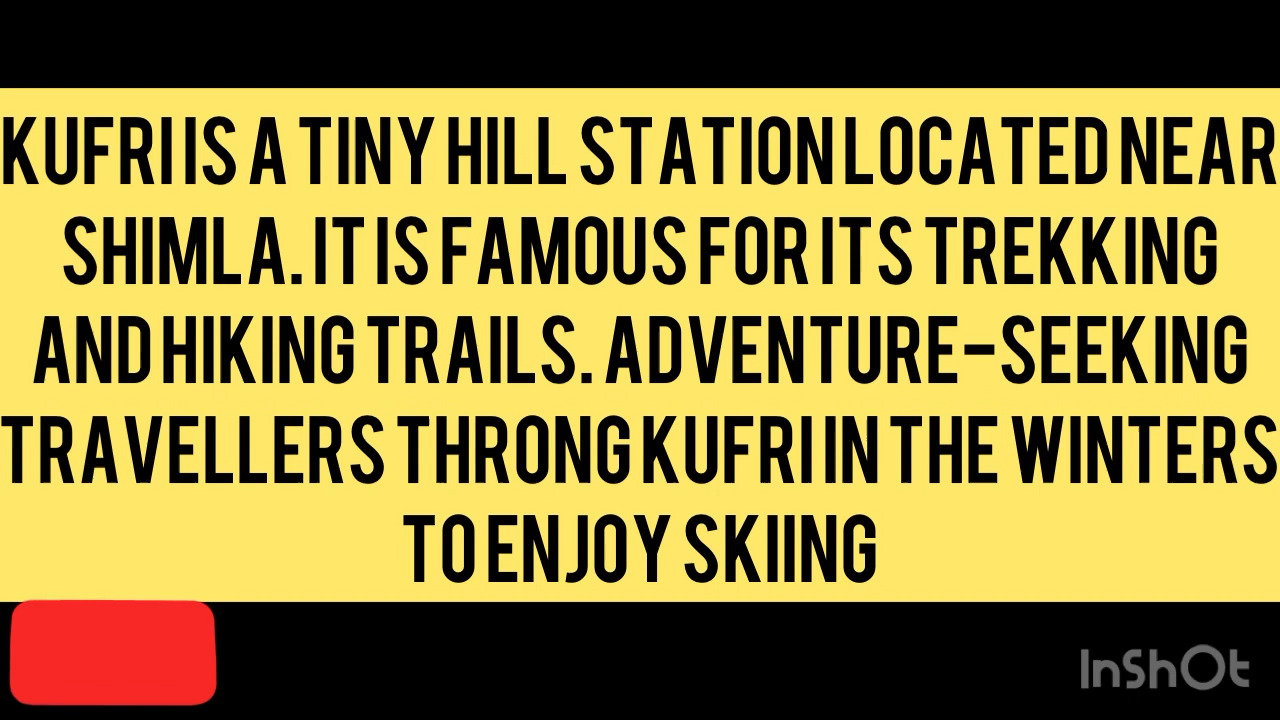 KUFRI IS A TINY HILL STATION LOCATED NEAR
SHIMLA. IT IS FAMOUS FOR ITS TREKKING
AND HIKING TRAILS. ADVENTURE-SEEKING
TRAVELLERS THRONG KUFRI IN THE WINTERS
TO ENJOY SKIING
InShOt